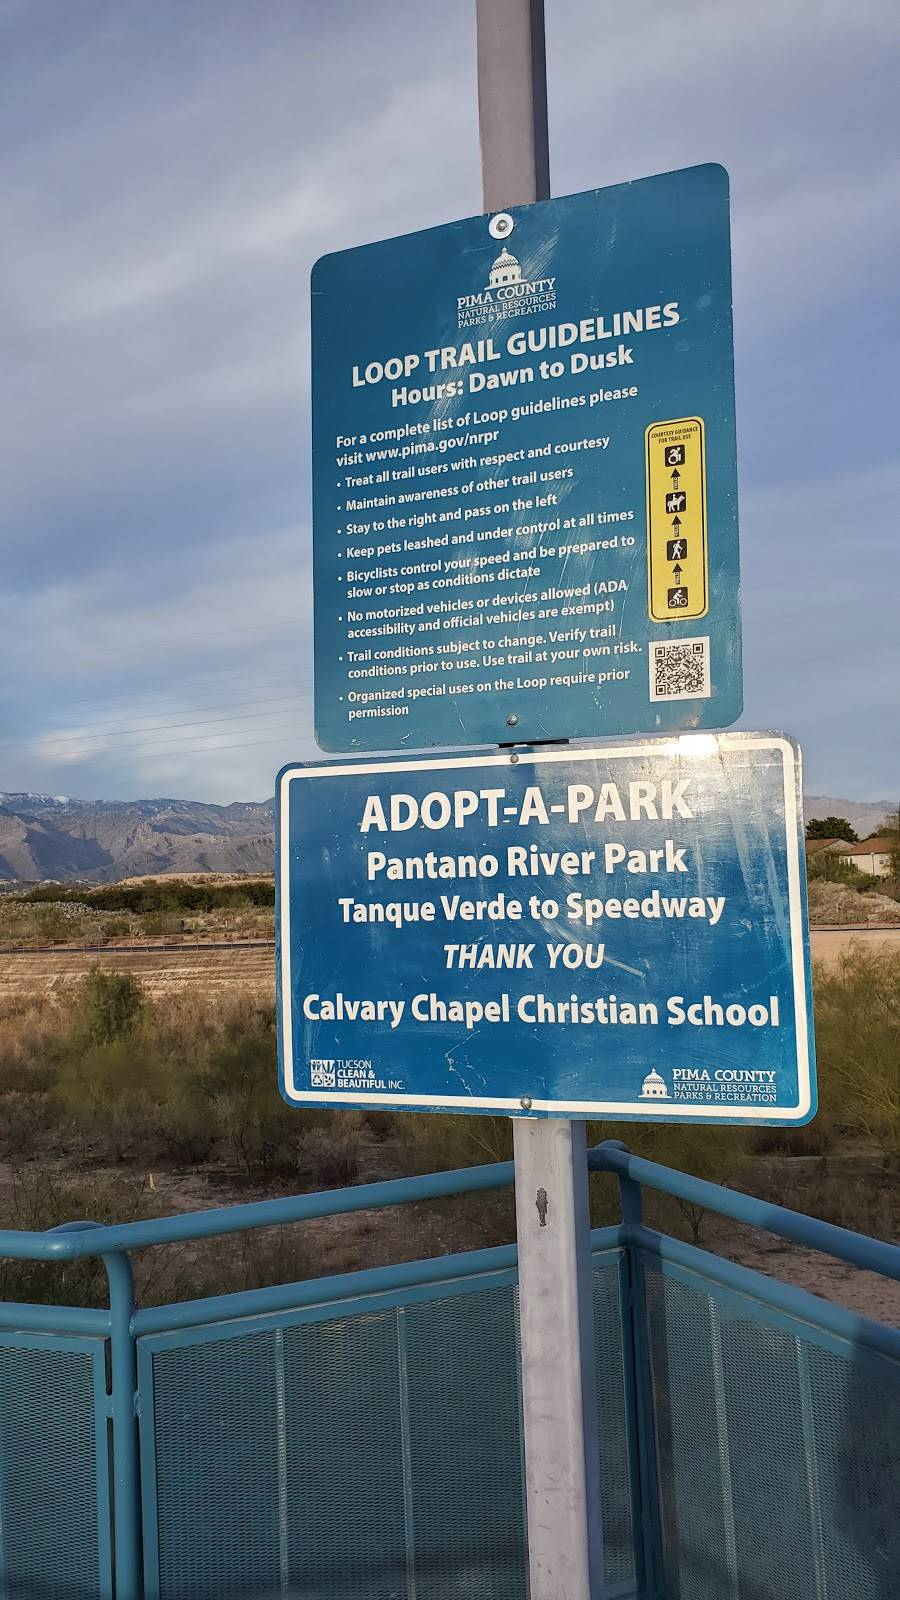 PIMA COUNTY
NATURAL RESOURCES
PARKS & RECREATION
LOOP TRAIL GUIDELINES
Hours: Dawn to Dusk
For a complete list of Loop guidelines please
visit www.pima.gov/nrpr
• Treat all trail users with respect and courtesy
• Maintain awareness of other trail users
• Stay to the right and pass on the left
• Keep pets leashed and under control at all times
• Bicyclists control your speed and be prepared to
slow or stop as conditions dictate
• No motorized vehicles or devices allowed (ADA
accessibility and official vehicles are exempt)
• Trail conditions subject to change. Verify trail
conditions prior to use. Use trail at your own risk.
• Organized special uses on the Loop require prior
permission
COURTESY GUIDANCE
FOR TRAIL USE
ADOPT-A-PARK
Pantano River Park
Tanque Verde to Speedway
THANK YOU
Calvary Chapel Christian School
TUCSON
CLEAN &
BEAUTIFUL INC.
PIMA COUNTY
NATURAL RESOURCES
PARKS & RECREATION